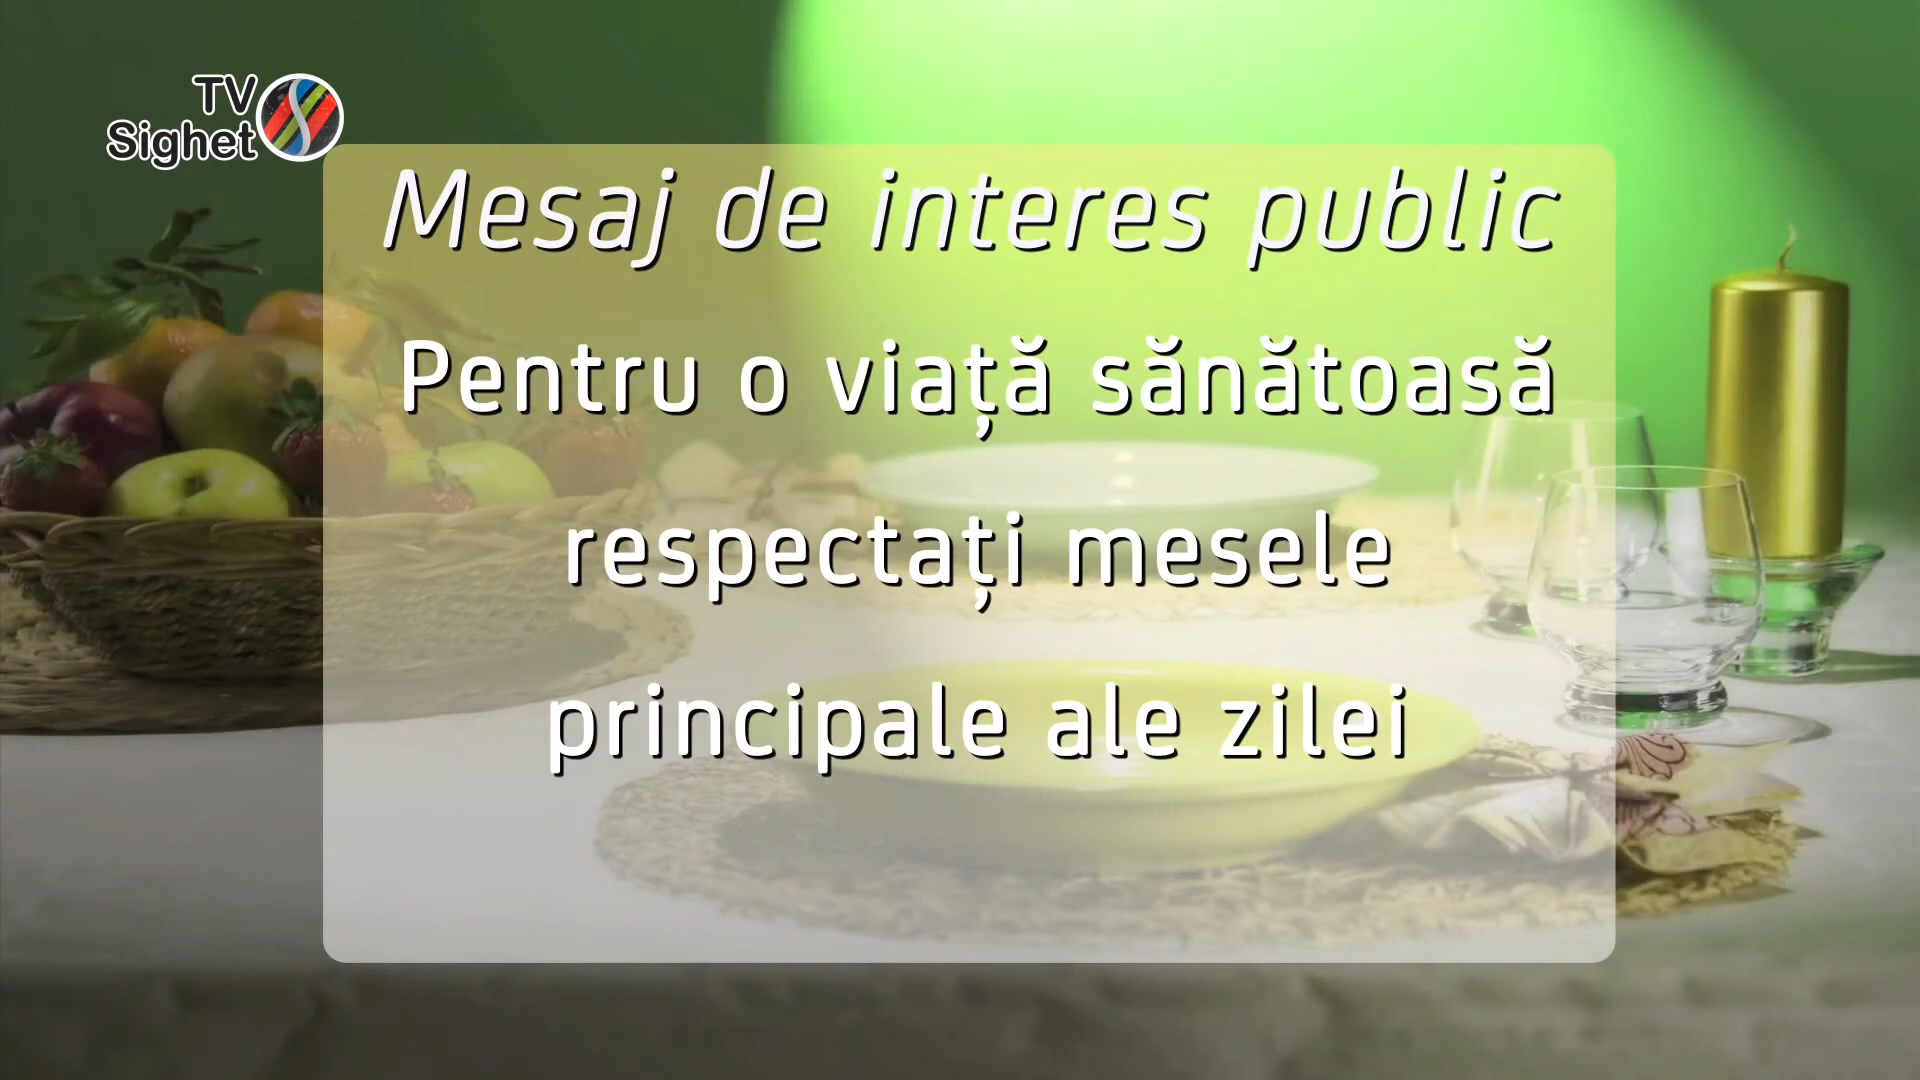 TV
Sighet
Mesaj de interes public
Pentru o viață sănătoasă
respectați mesele
principale ale zilei